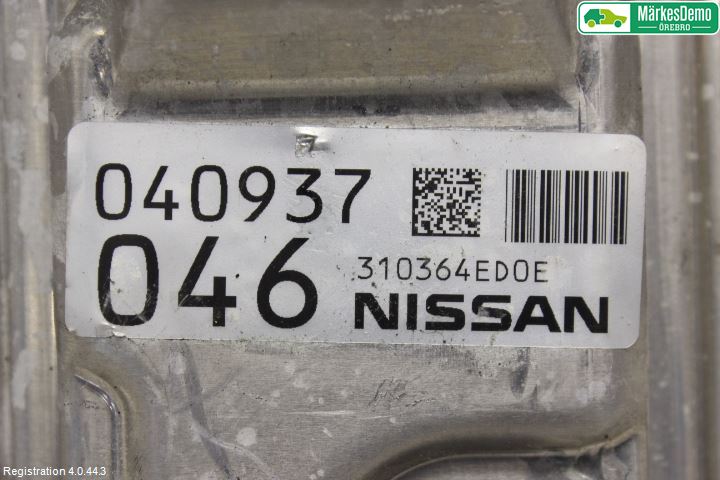 MärkesDemo
ÖREBRO
040937
046
310364ED0E
NISSAN
Registration 4.0.44.3